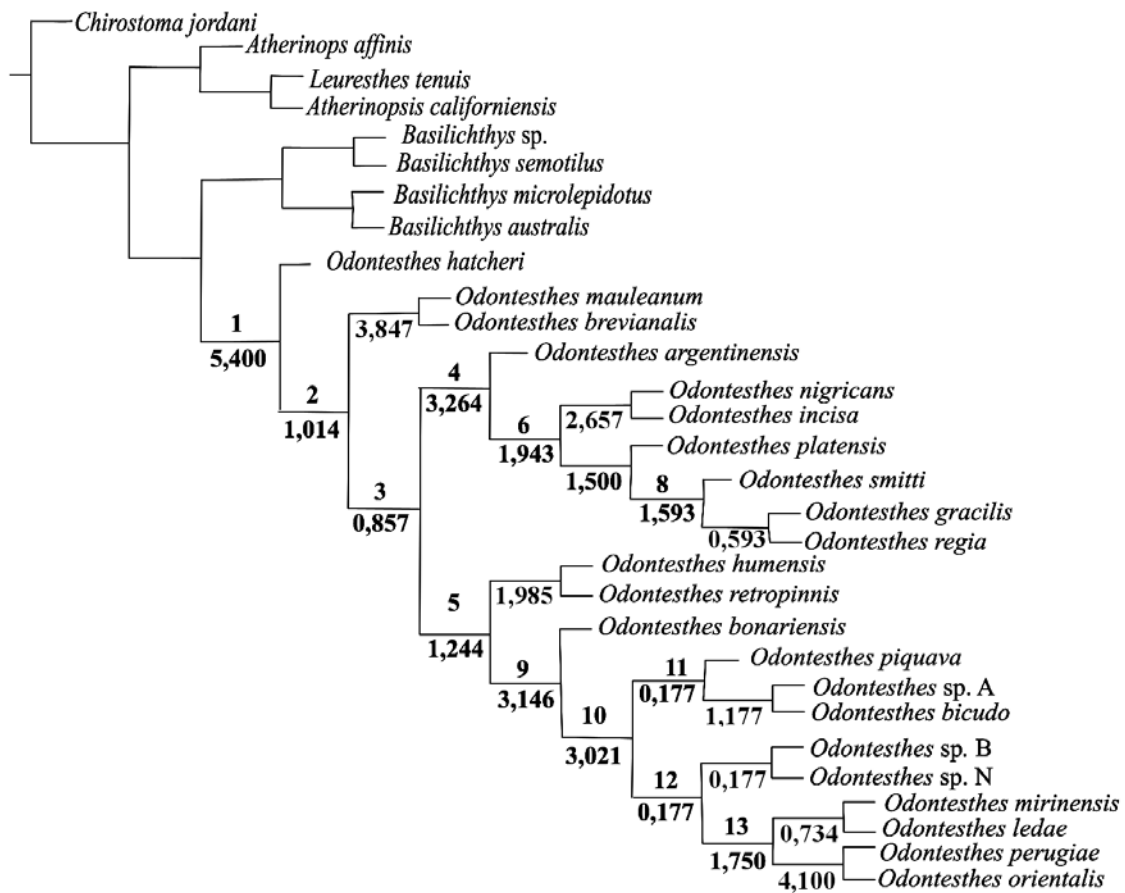 Chirostoma jordani
Atherinops affinis
Leuresthes tenuis
Atherinopsis californiensis
Basilichthys sp.
Basilichthys semotilus
Basilichthys microlepidotus
Basilichthys australis
Odontesthes hatcheri
Odontesthes mauleanum
1
3,847
Odontesthes brevianalis
5,400
Odontesthes argentinensis
4
2
3,264
Odontesthes nigricans
1,014
6
2,657
Odontesthes incisa
1,943
Odontesthes platensis
1,500
8
Odontesthes smitti
3
1,593
Odontesthes gracilis
0,857
0,593
Odontesthes regia
Odontesthes humensis
1,985
Odontesthes retropinnis
5
Odontesthes bonariensis
1,244
9
11
Odontesthes piquava
3,146
0,177
Odontesthes sp. A
10
1,177
Odontesthes bicudo
3,021
Odontesthes sp. B
12
0,177
Odontesthes sp. N
0,177
Odontesthes mirinensis
13
0,734
Odontesthes ledae
1,750
Odontesthes perugiae
4,100
Odontesthes orientalis